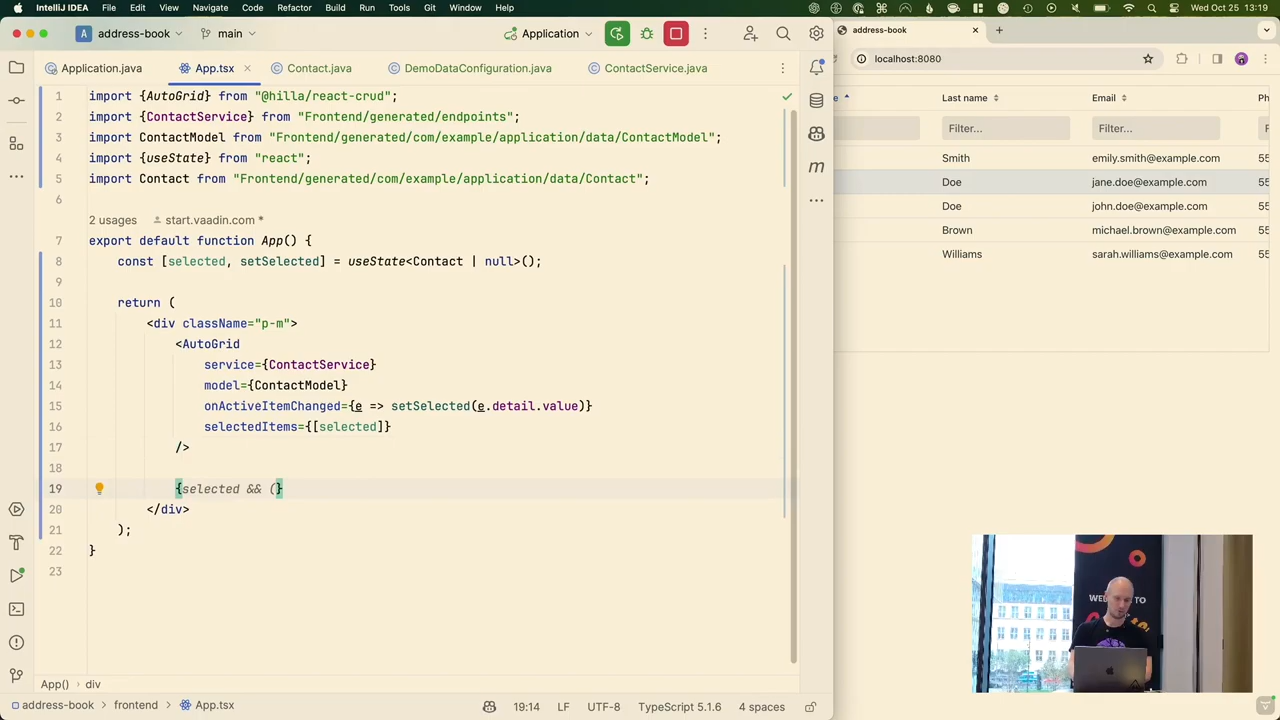 IntelliJ IDEA File Edit View Navigate Code Refactor Build Run Tools Git Window Help Wed Oct 25 13:19
A address-book main Application
Application.java App.tsx Contact.java DemoDataConfiguration.java ContactService.java
1 import {AutoGrid} from "@hilla/react-crud";
2 import {ContactService} from "Frontend/generated/endpoints";
3 import ContactModel from "Frontend/generated/com/example/application/data/ContactModel";
4 import {useState} from "react";
5 import Contact from "Frontend/generated/com/example/application/data/Contact";
6
2 usages start.vaadin.com *
7 export default function App() {
8 const [selected, setSelected] = useState<Contact | null>();
9
10 return (
11 <div className="p-m">
12 <AutoGrid
13 service={ContactService}
14 model={ContactModel}
15 onActiveItemChanged={e => setSelected(e.detail.value)}
16 selectedItems={[selected]}
17 />
18
19 {selected && (}
20 </div>
21 );
22 }
23
App() › div
address-book › frontend › App.tsx 19:14 LF UTF-8 TypeScript 5.1.6 4 spaces
address-book
localhost:8080
e Last name Email Ph
Filter... Filter...
Smith emily.smith@example.com 55
Doe jane.doe@example.com 55
Doe john.doe@example.com 55
Brown michael.brown@example.com 55
Williams sarah.williams@example.com 55
TO